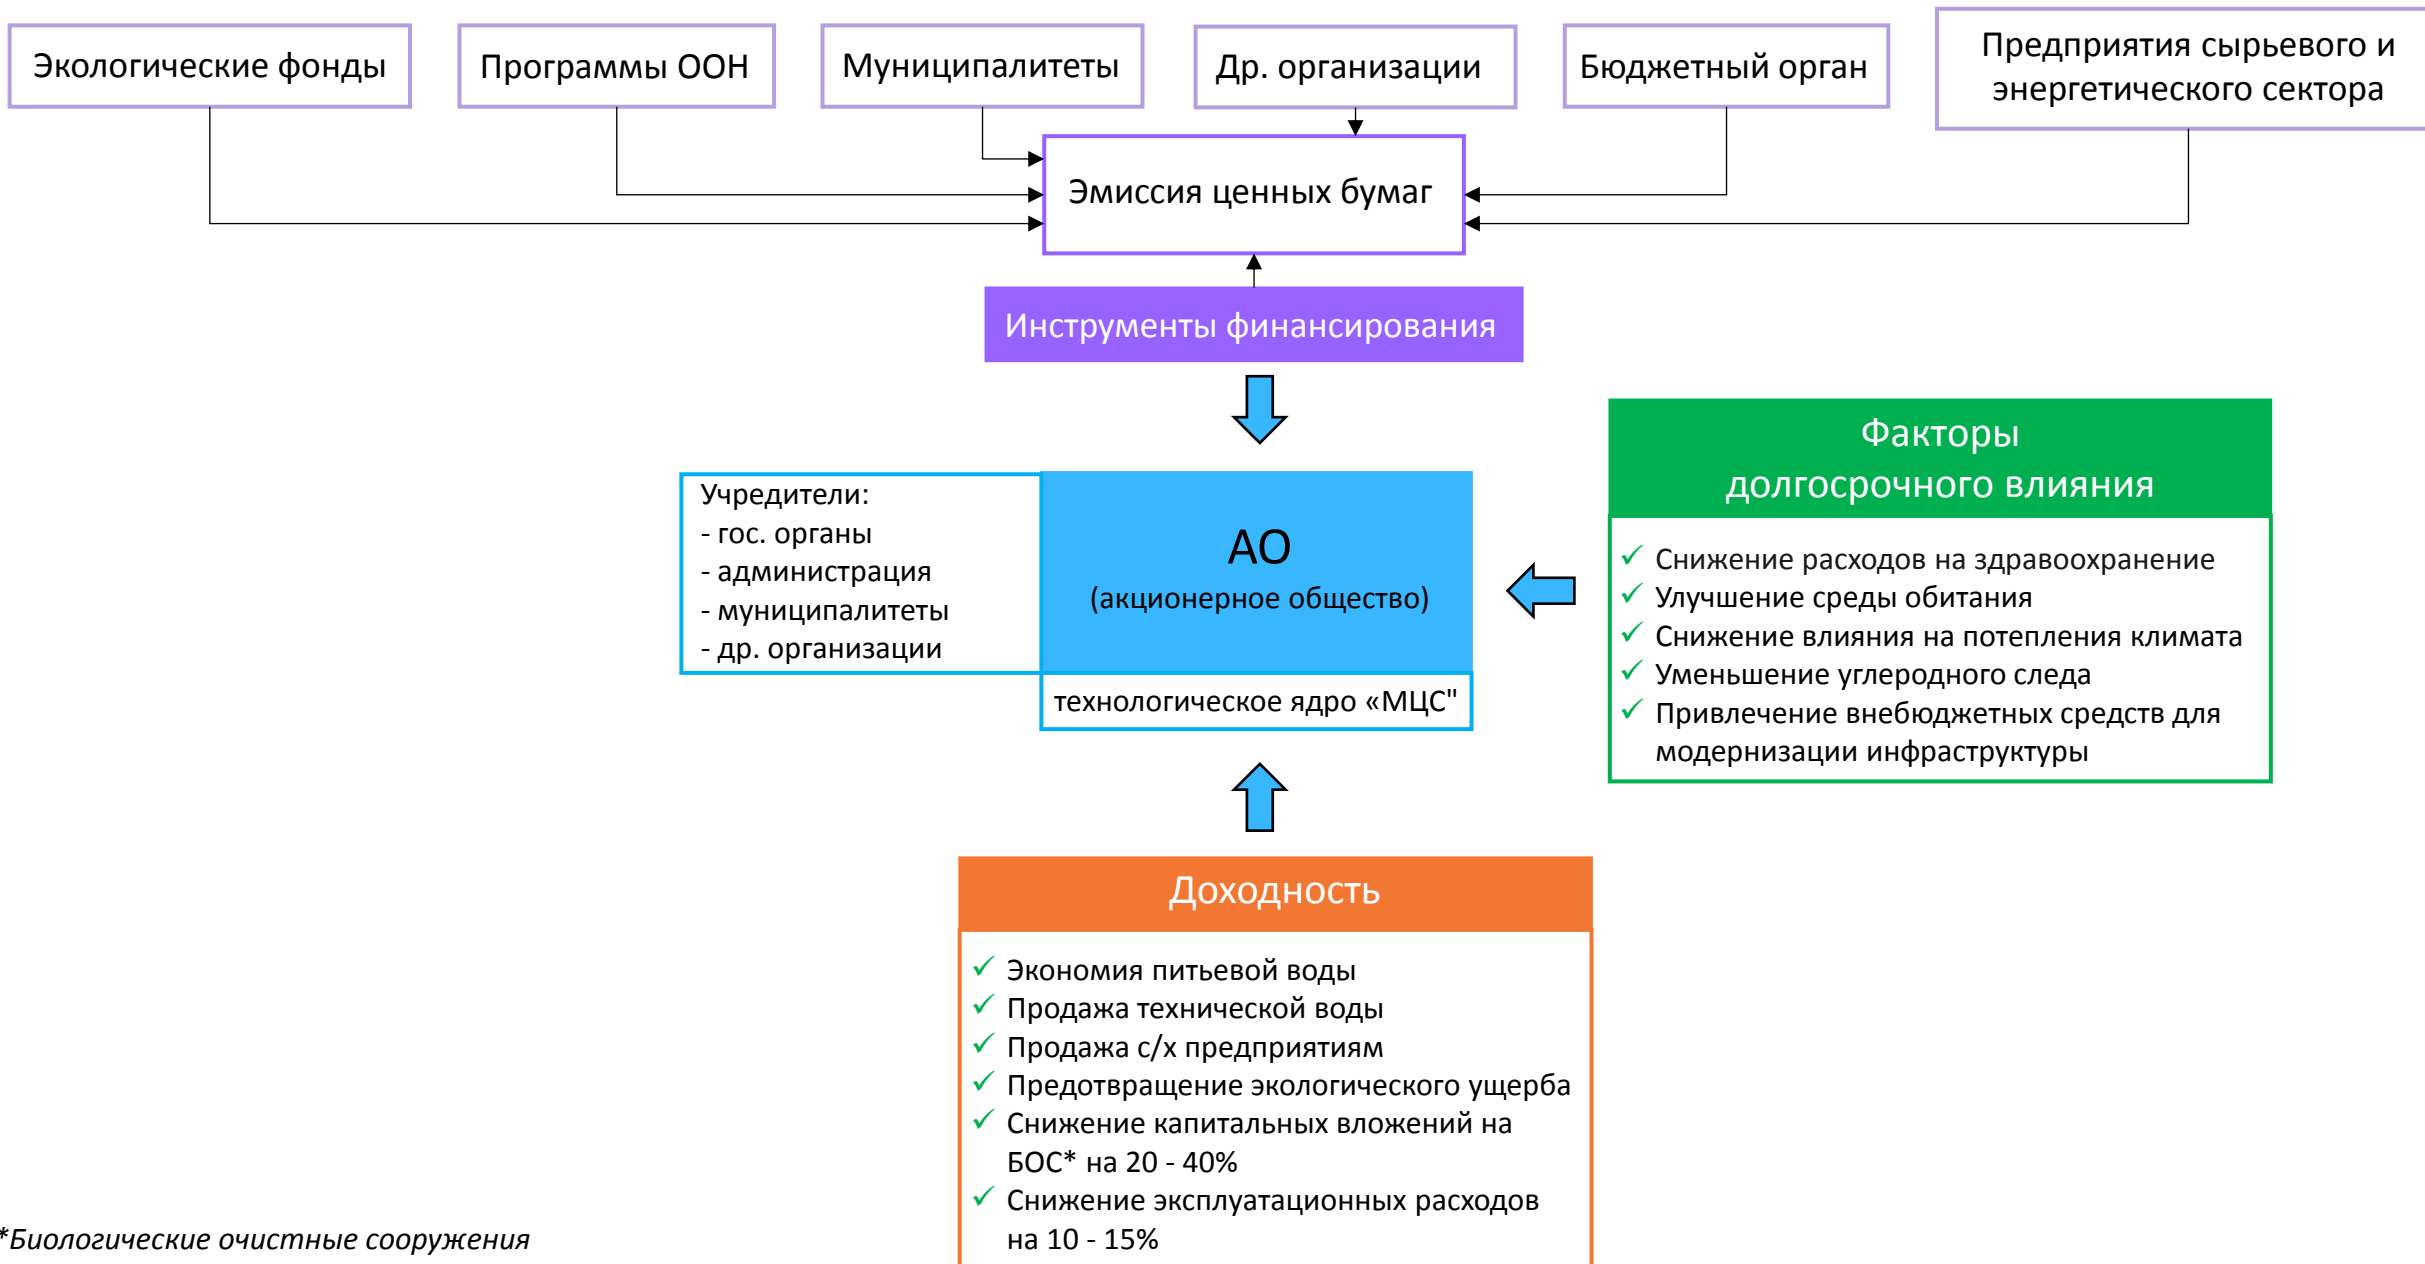 Экологические фонды
Программы ООН
Муниципалитеты
Др. организации
Бюджетный орган
Предприятия сырьевого и
энергетического сектора
Эмиссия ценных бумаг
Инструменты финансирования
Учредители:
- гос. органы
- администрация
- муниципалитеты
- др. организации
АО
(акционерное общество)
технологическое ядро «МЦС"
Факторы
долгосрочного влияния
Снижение расходов на здравоохранение
Улучшение среды обитания
Снижение влияния на потепления климата
Уменьшение углеродного следа
Привлечение внебюджетных средств для
модернизации инфраструктуры
Доходность
Экономия питьевой воды
Продажа технической воды
Продажа с/х предприятиям
Предотвращение экологического ущерба
Снижение капитальных вложений на
БОС* на 20 - 40%
Снижение эксплуатационных расходов
на 10 - 15%
*Биологические очистные сооружения